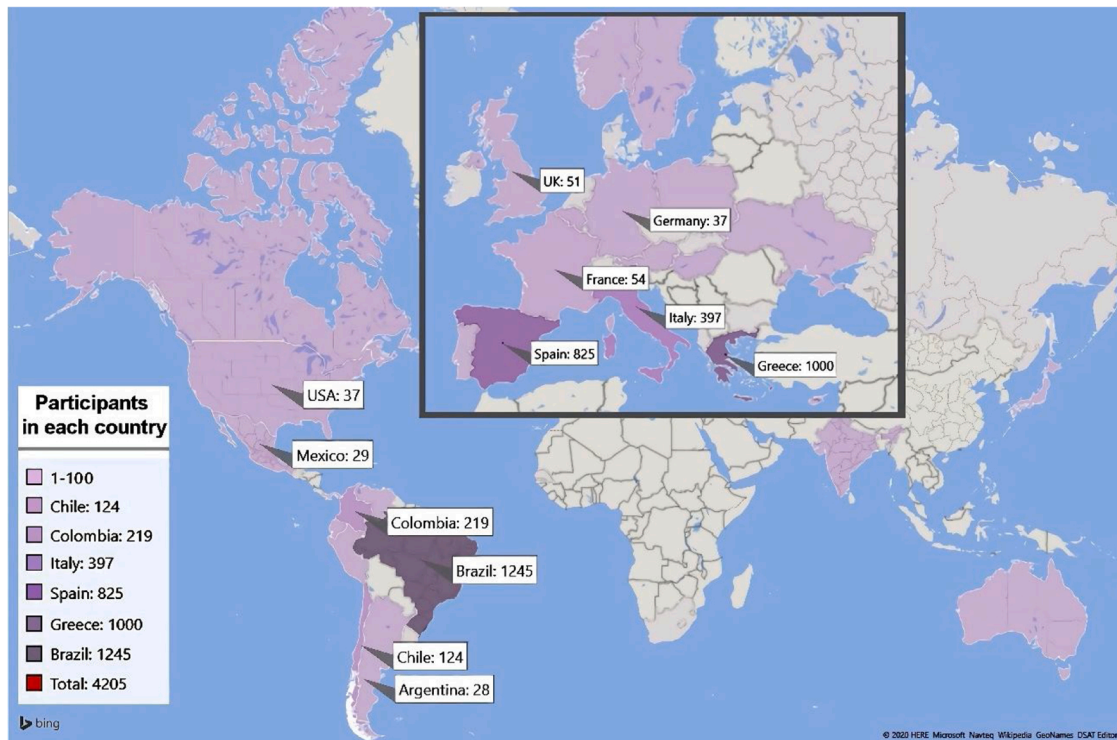 UK: 51
Germany: 37
France: 54
Italy: 397
Spain: 825
Greece: 1000
USA: 37
Mexico: 29
Colombia: 219
Brazil: 1245
Chile: 124
Argentina: 28
Participants
in each country
1-100
Chile: 124
Colombia: 219
Italy: 397
Spain: 825
Greece: 1000
Brazil: 1245
Total: 4205
bing
© 2020 HERE Microsoft Navteq Wikipedia GeoNames DSAT Editor